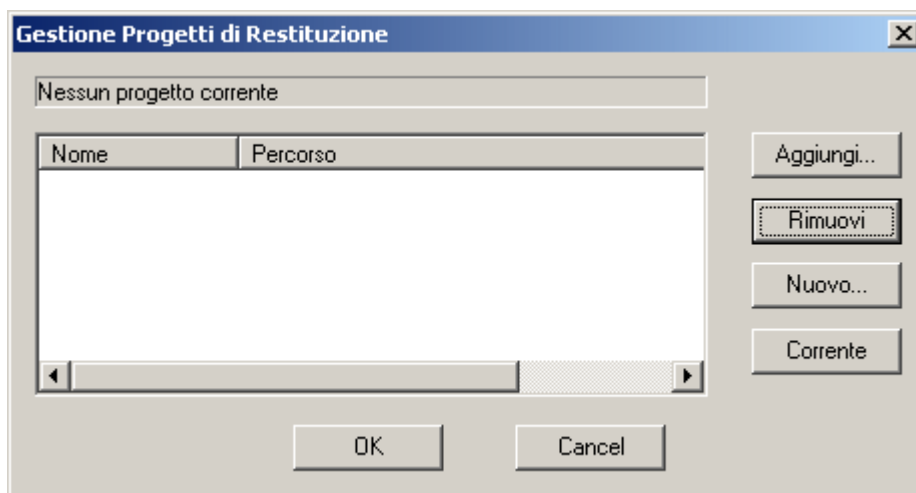 Gestione Progetti di Restituzione
Nessun progetto corrente
Nome Percorso
Aggiungi...
Rimuovi
Nuovo...
Corrente
OK Cancel